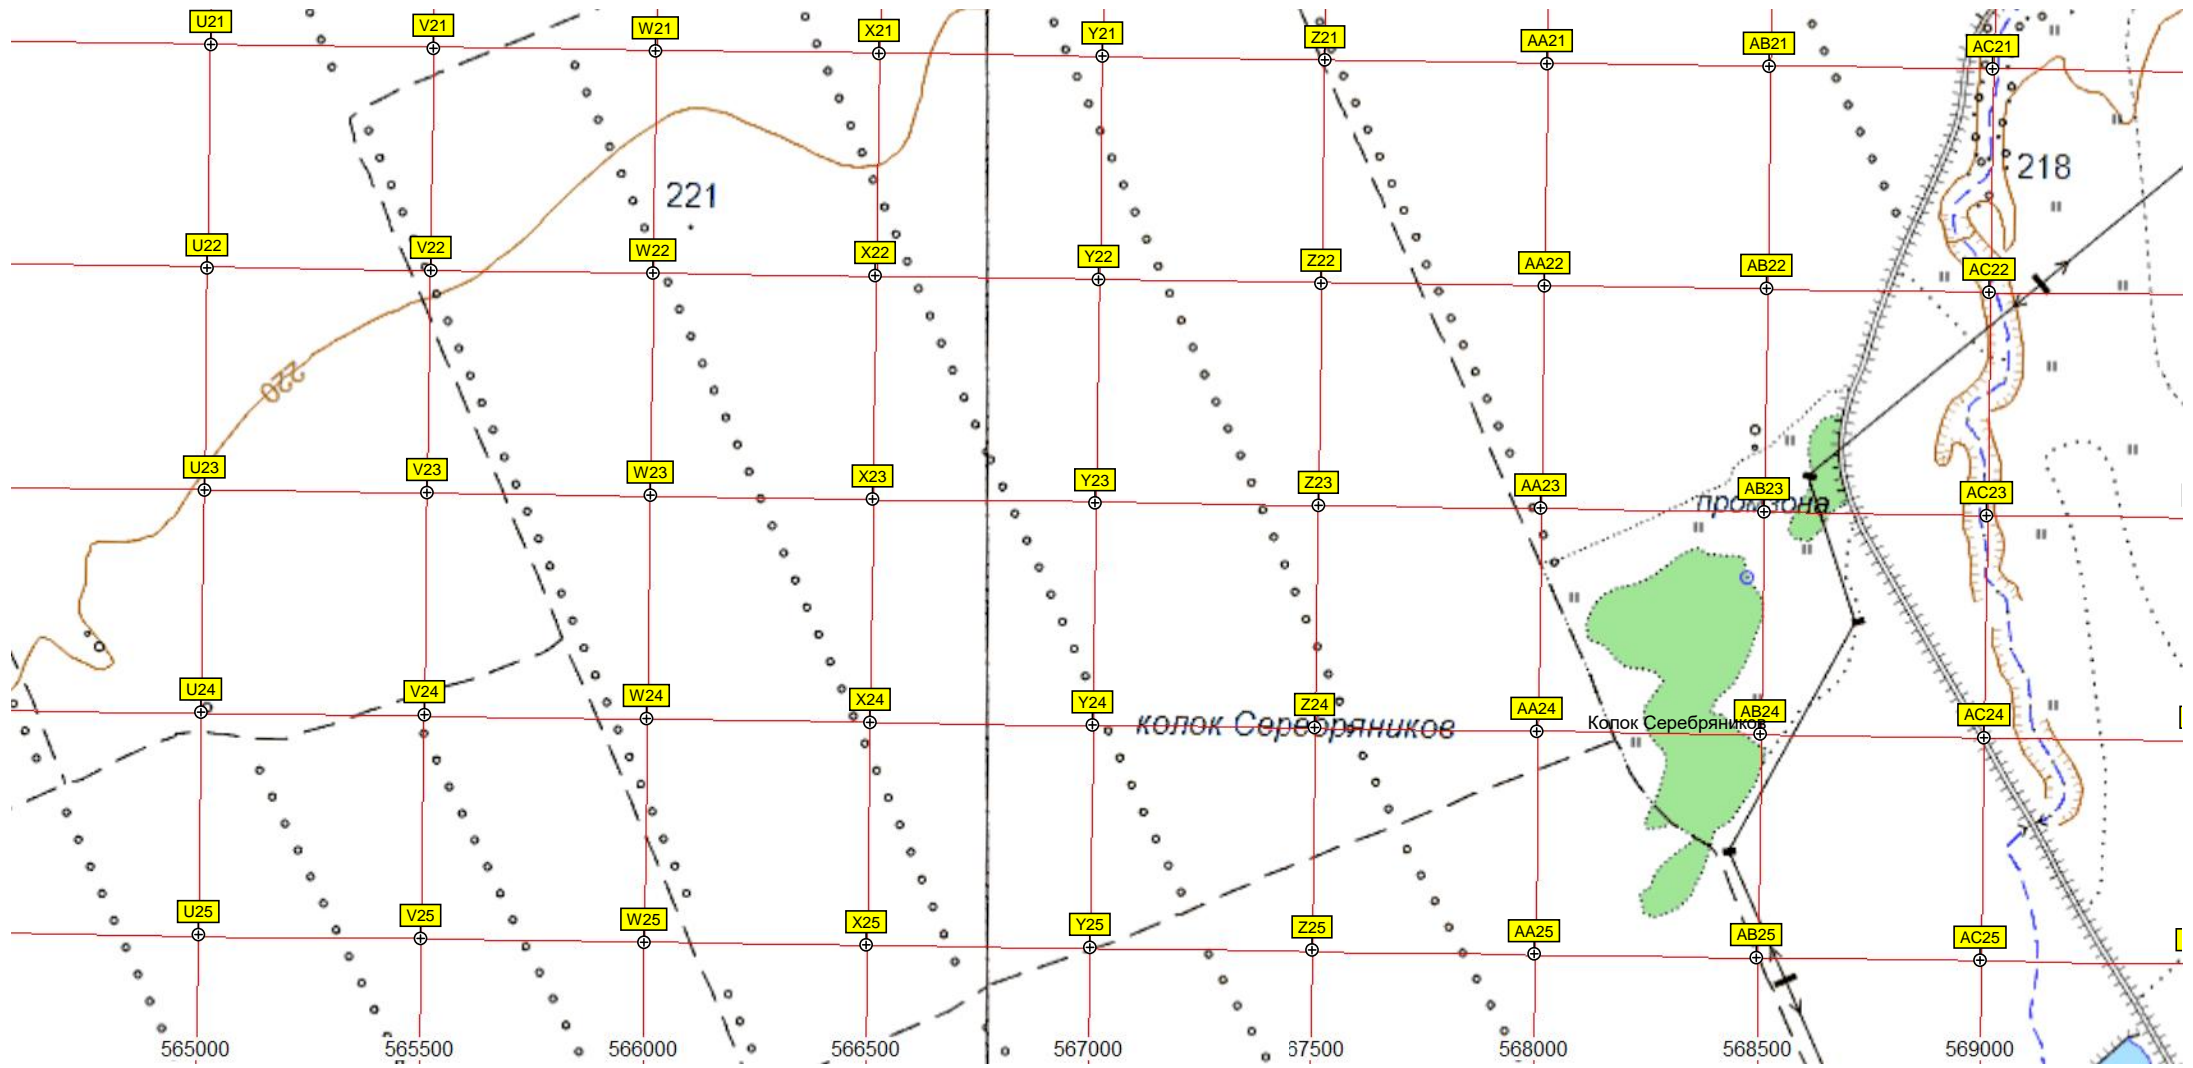 U21 V21 W21 X21 Y21 Z21 AA21 AB21 AC21
218
221
U22 V22 W22 X22 Y22 Z22 AA22 AB22 AC22
220
U23 V23 W23 X23 Y23 Z23 AA23 AB23 AC23
промзона
U24 V24 W24 X24 Y24 Z24 AA24 AB24 AC24
колок Серебряников
Колок Серебряников
U25 V25 W25 X25 Y25 Z25 AA25 AB25 AC25
565000 565500 566000 566500 567000 567500 568000 568500 569000